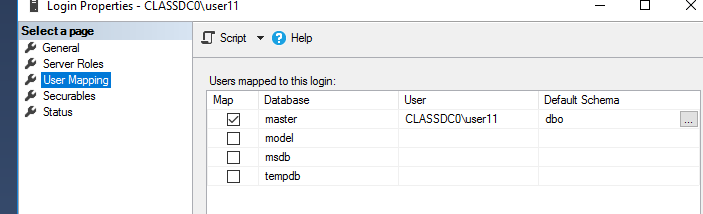 Login Properties - CLASSDC0\user11
Select a page
General
Server Roles
User Mapping
Securables
Status
Script Help
Users mapped to this login:
Map Database User Default Schema
master CLASSDC0\user11 dbo ...
model
msdb
tempdb